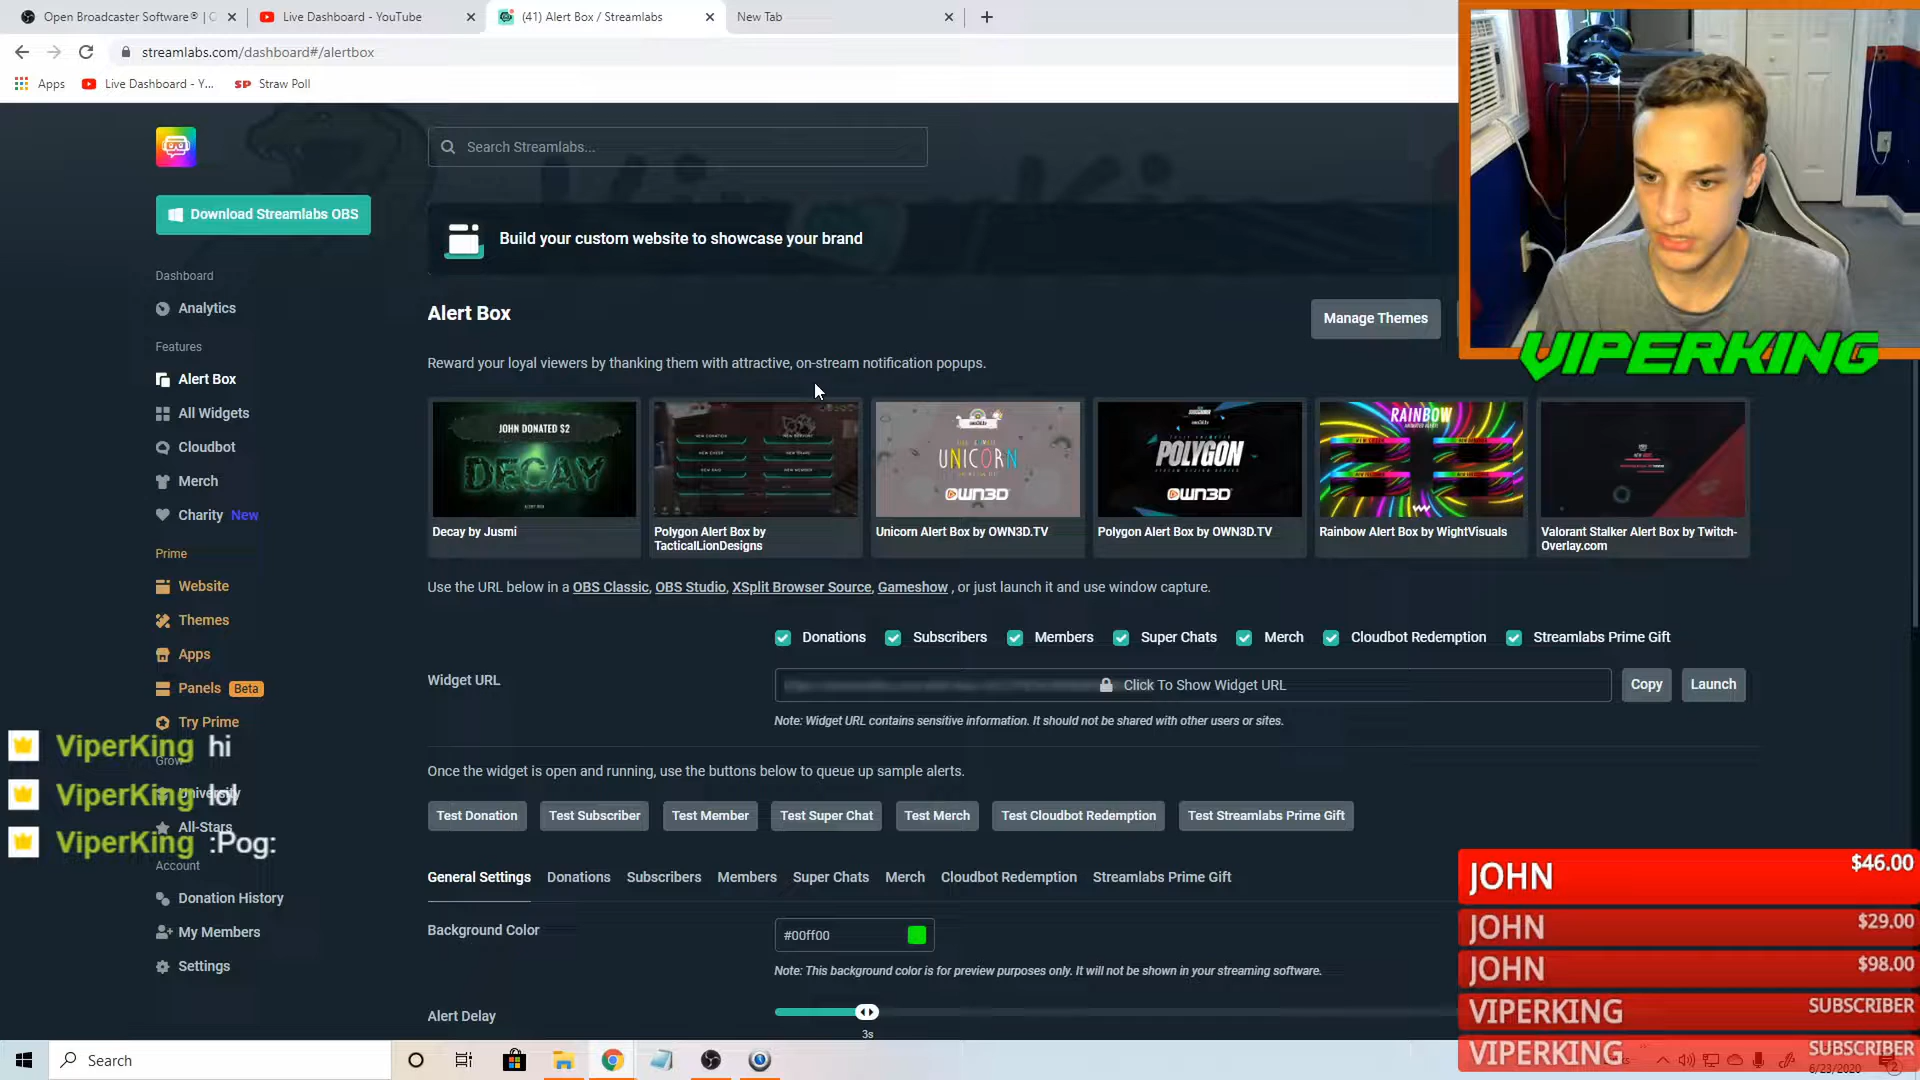 Open Broadcaster Software® | C
Live Dashboard - YouTube
(41) Alert Box / Streamlabs
New Tab
streamlabs.com/dashboard#/alertbox
Apps
Live Dashboard - Y...
SP Straw Poll
Search Streamlabs...
Download Streamlabs OBS
Build your custom website to showcase your brand
Dashboard
Analytics
Features
Alert Box
All Widgets
Cloudbot
Merch
Charity New
Prime
Website
Themes
Apps
Panels Beta
Try Prime
Grow
University
All-Stars
Account
Donation History
My Members
Settings
ViperKing hi
ViperKing lol
ViperKing :Pog:
Alert Box
Manage Themes
Reward your loyal viewers by thanking them with attractive, on-stream notification popups.
JOHN DONATED $2
DECAY
UNICORN
OWN3D
POLYGON
OWN3D
RAINBOW
Decay by Jusmi
Polygon Alert Box by
TacticalLionDesigns
Unicorn Alert Box by OWN3D.TV
Polygon Alert Box by OWN3D.TV
Rainbow Alert Box by WightVisuals
Valorant Stalker Alert Box by Twitch-
Overlay.com
Use the URL below in a OBS Classic, OBS Studio, XSplit Browser Source, Gameshow , or just launch it and use window capture.
Donations Subscribers Members Super Chats Merch Cloudbot Redemption Streamlabs Prime Gift
Widget URL
Click To Show Widget URL
Copy
Launch
Note: Widget URL contains sensitive information. It should not be shared with other users or sites.
Once the widget is open and running, use the buttons below to queue up sample alerts.
Test Donation Test Subscriber Test Member Test Super Chat Test Merch Test Cloudbot Redemption Test Streamlabs Prime Gift
General Settings Donations Subscribers Members Super Chats Merch Cloudbot Redemption Streamlabs Prime Gift
Background Color
#00ff00
Note: This background color is for preview purposes only. It will not be shown in your streaming software.
Alert Delay
3s
VIPERKING
JOHN $46.00
JOHN $29.00
JOHN $98.00
VIPERKING SUBSCRIBER
VIPERKING SUBSCRIBER
Search
6/23/2020
2